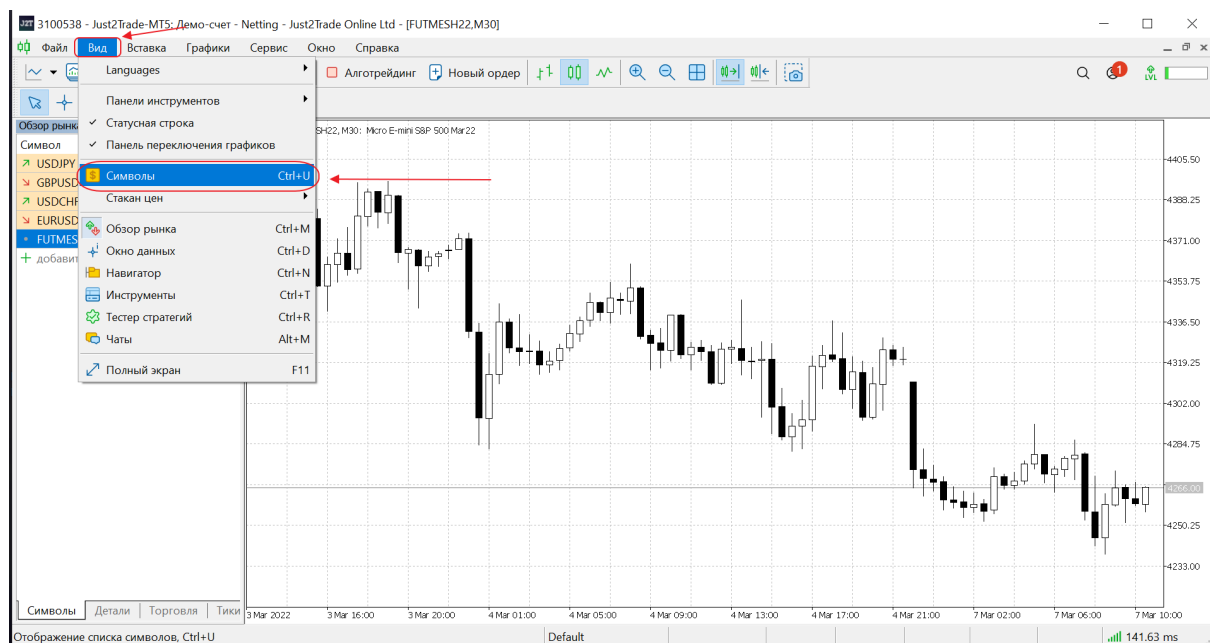 3100538 - Just2Trade-MT5: Демо-счет - Netting - Just2Trade Online Ltd - [FUTMESH22,M30]
Файл Вид Вставка Графики Сервис Окно Справка
Languages
Алготрейдинг Новый ордер
1
LVL
Панели инструментов
Обзор рынка
Статусная строка
SH22, M30: Micro E-mini S&P 500 Mar22
Символ
Панель переключения графиков
USDJPY
Символы Ctrl+U
GBPUSD
Стакан цен
USDCHF
EURUSD
Обзор рынка Ctrl+M
FUTMES
Окно данных Ctrl+D
добавит
Навигатор Ctrl+N
Инструменты Ctrl+T
Тестер стратегий Ctrl+R
Чаты Alt+M
Полный экран F11
4405.50
4388.25
4371.00
4353.75
4336.50
4319.25
4302.00
4284.75
4266.00
4250.25
4233.00
Символы Детали Торговля Тики
3 Mar 2022 3 Mar 16:00 3 Mar 20:00 4 Mar 01:00 4 Mar 05:00 4 Mar 09:00 4 Mar 13:00 4 Mar 17:00 4 Mar 21:00 7 Mar 02:00 7 Mar 06:00 7 Mar 10:00
Отображение списка символов, Ctrl+U Default 141.63 ms